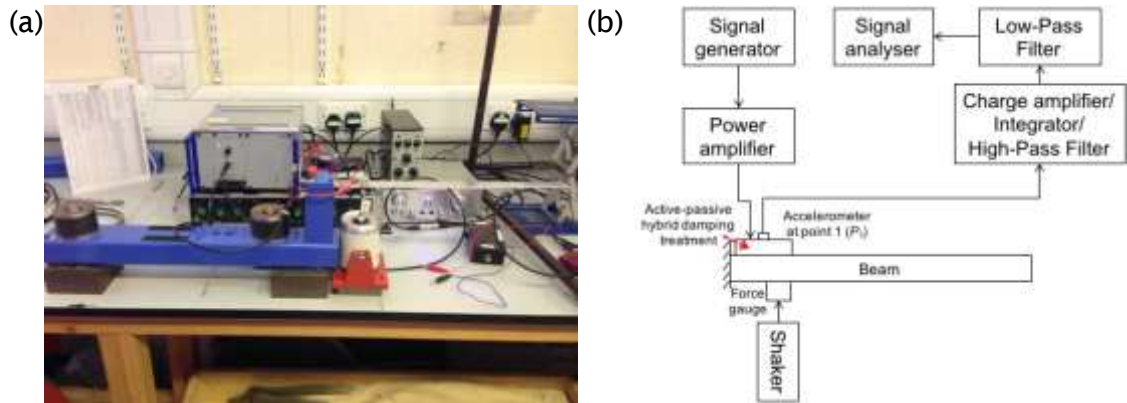 (a)
(b)
Signal
generator
Signal
analyser
Low-Pass
Filter
Power
amplifier
Charge amplifier/
Integrator/
High-Pass Filter
Active-passive
hybrid damping
treatment
Accelerometer
at point 1 (P₁)
Beam
Force
gauge
Shaker